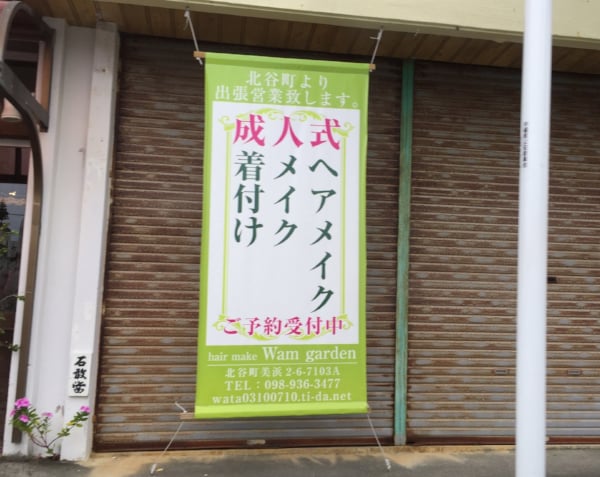 北谷町より
出張営業致します。
成人式
ヘアメイク
メイク
着付け
ご予約受付中
hair make Wam garden
北谷町美浜 2-6-7103A
TEL：098-936-3477
wata03100710.ti-da.net
石敢當